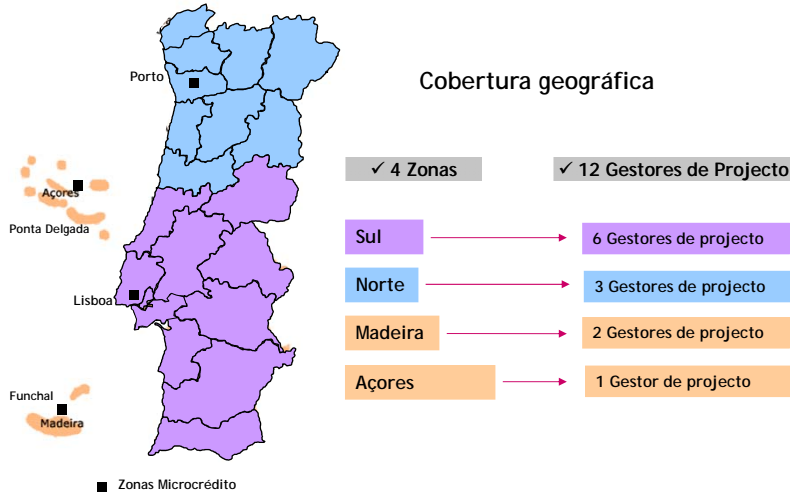 Cobertura geográfica
Porto
Açores
Ponta Delgada
Lisboa
Funchal
Madeira
Zonas Microcrédito
✓ 4 Zonas
✓ 12 Gestores de Projecto
Sul
6 Gestores de projecto
Norte
3 Gestores de projecto
Madeira
2 Gestores de projecto
Açores
1 Gestor de projecto